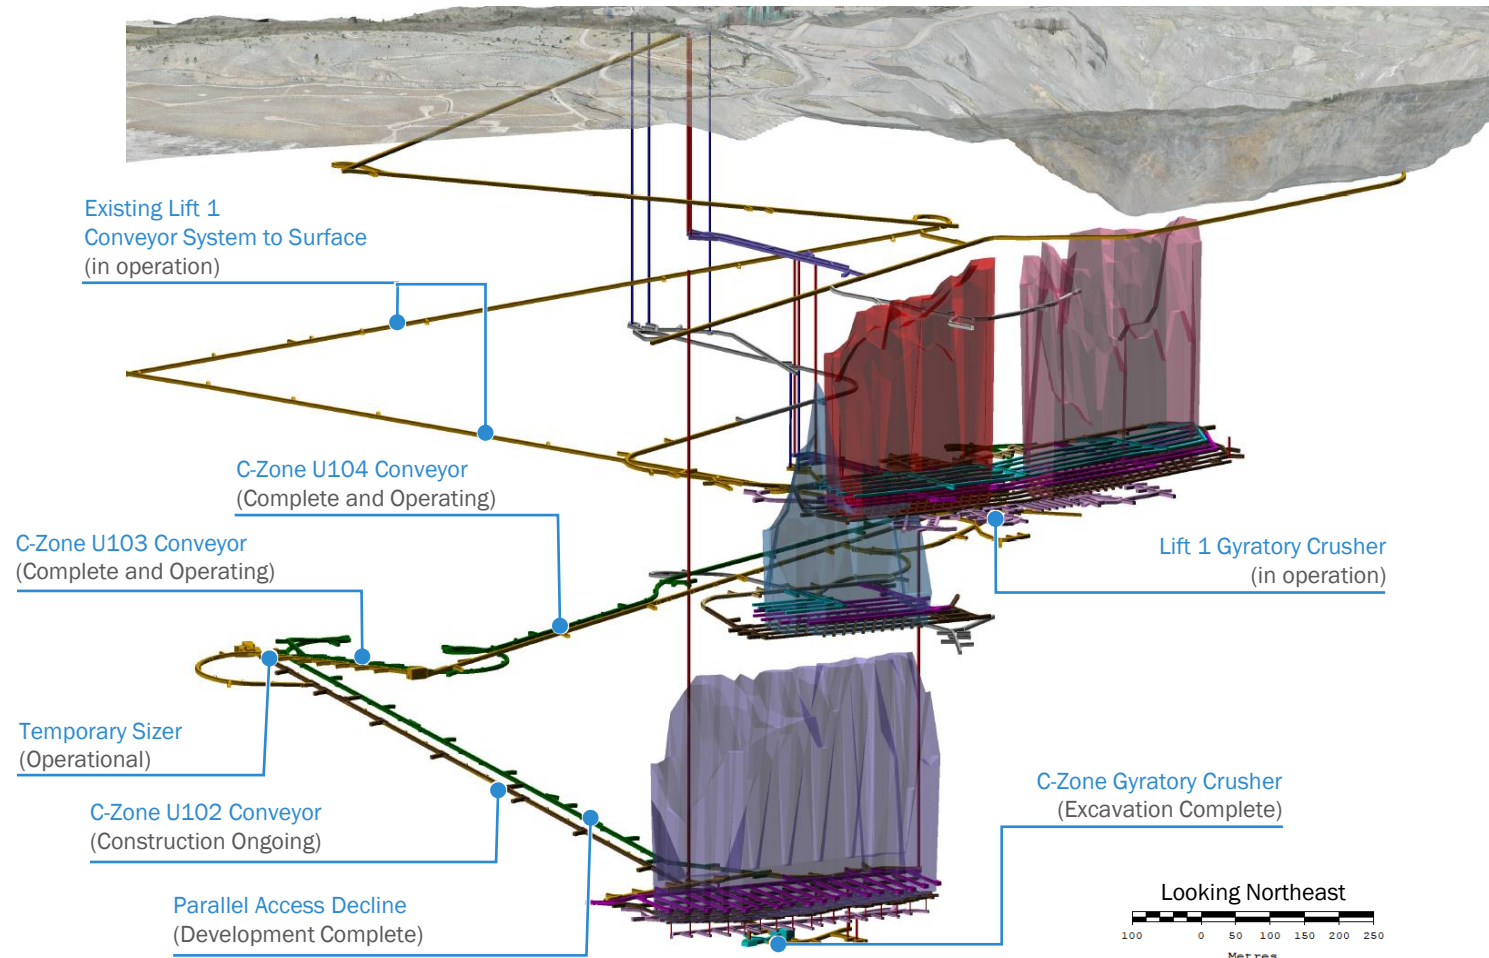 Existing Lift 1
Conveyor System to Surface
(in operation)
C-Zone U104 Conveyor
(Complete and Operating)
C-Zone U103 Conveyor
(Complete and Operating)
Lift 1 Gyratory Crusher
(in operation)
Temporary Sizer
(Operational)
C-Zone U102 Conveyor
(Construction Ongoing)
C-Zone Gyratory Crusher
(Excavation Complete)
Parallel Access Decline
(Development Complete)
Looking Northeast
100 0 50 100 150 200 250
Metres